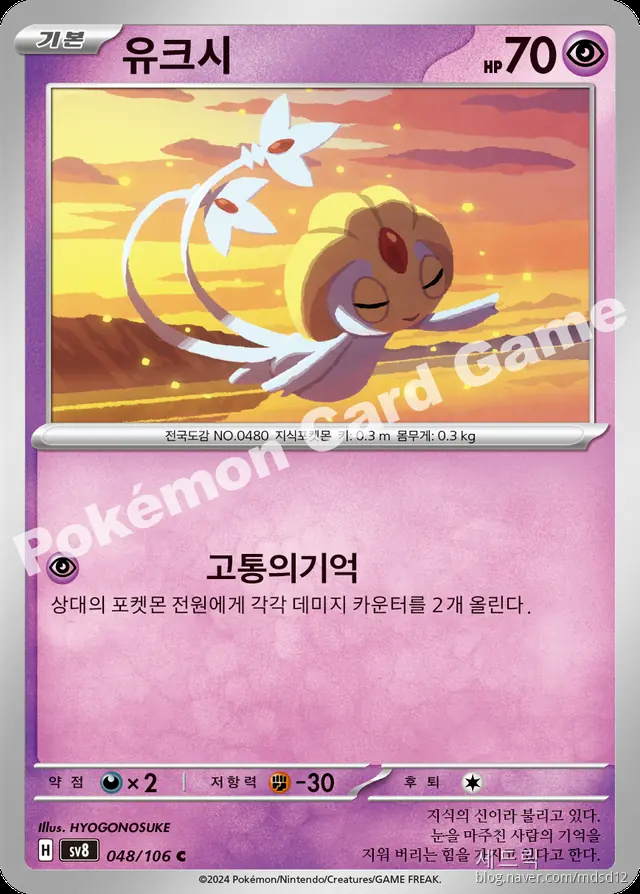 기본
유크시
HP 70
전국도감 NO.0480 지식포켓몬 키: 0.3 m 몸무게: 0.3 kg
Pokémon Card Game
고통의기억
상대의 포켓몬 전원에게 각각 데미지 카운터를 2개 올린다.
약점 ×2 저항력 -30 후퇴
Illus. HYOGONOSUKE
H sv8 048/106 C
지식의 신이라 불리고 있다.
눈을 마주친 사람의 기억을
지워 버리는 힘을 가지고 있다고 한다.
세드릭
blog.naver.com/mdsd12
©2024 Pokémon/Nintendo/Creatures/GAME FREAK.